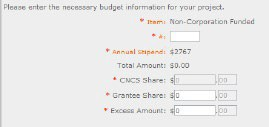 Please enter the necessary budget information for your project.
* Item: Non-Corporation Funded
* #:
* Annual Stipend: $2767
Total Amount: $0.00
* CNCS Share: $0 .00
* Grantee Share: $0 .00
* Excess Amount: $0 .00